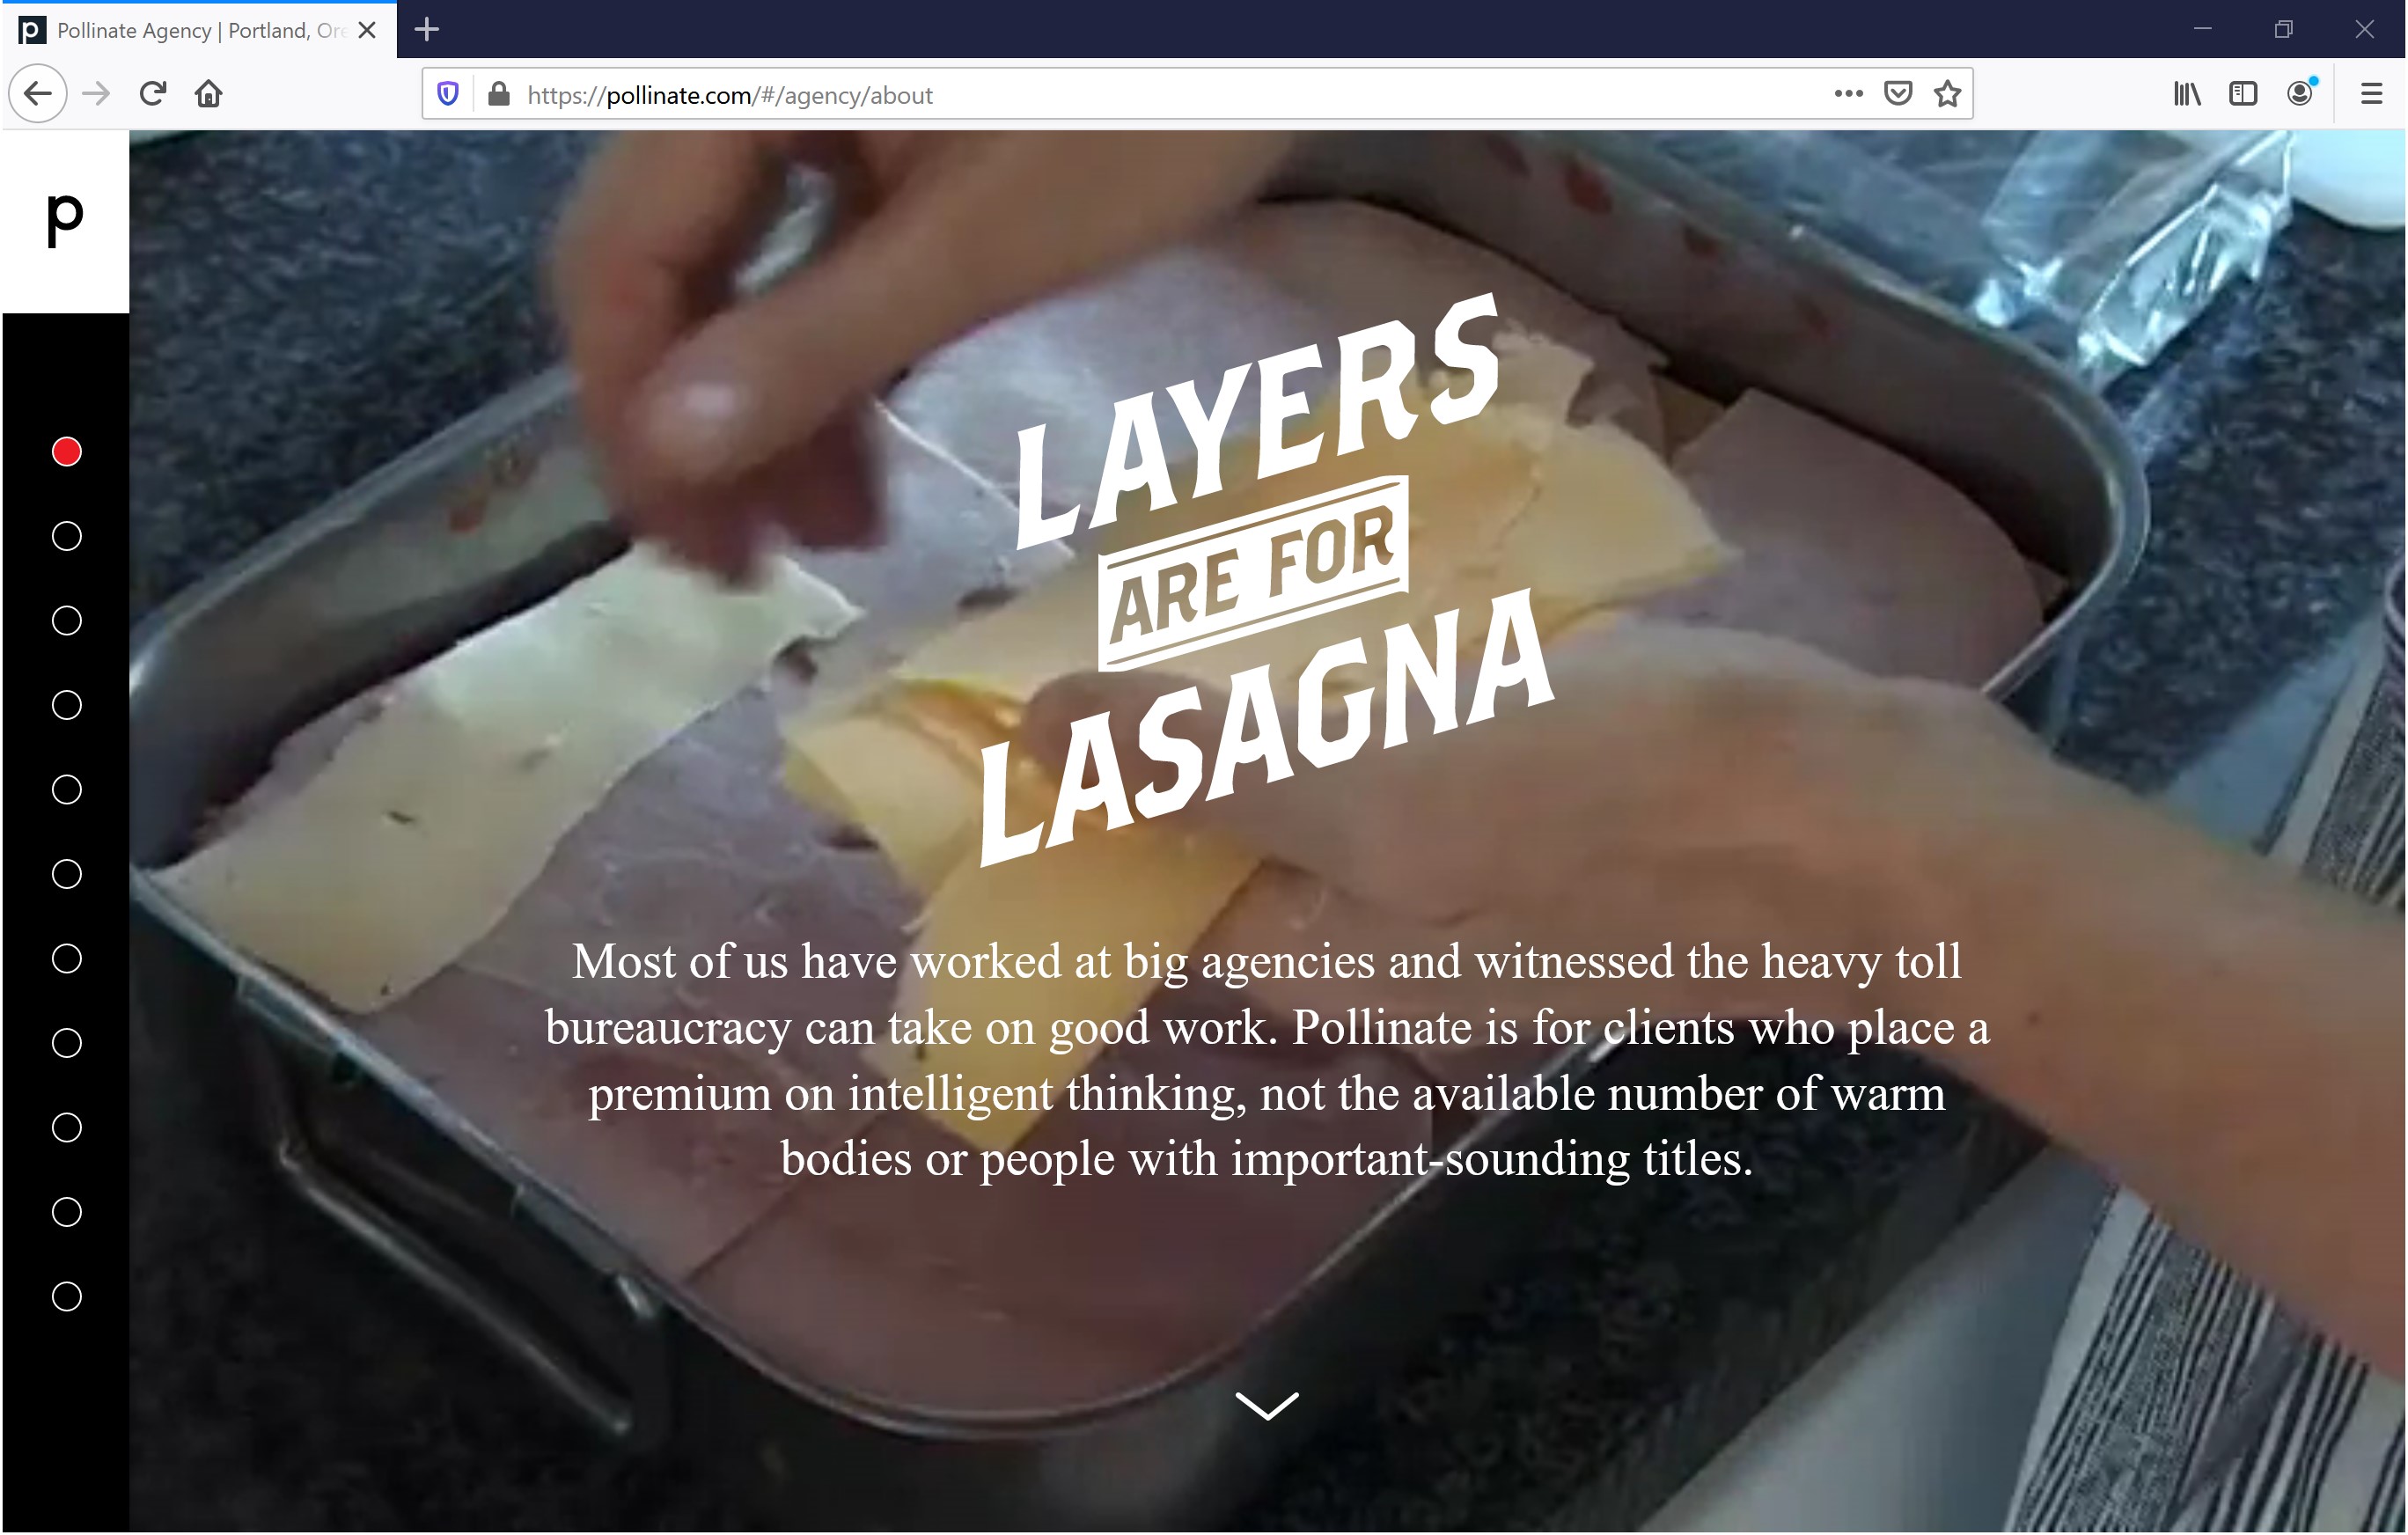 Pollinate Agency | Portland, Ore
https://pollinate.com/#/agency/about
p
LAYERS
ARE FOR
LASAGNA
Most of us have worked at big agencies and witnessed the heavy toll
bureaucracy can take on good work. Pollinate is for clients who place a
premium on intelligent thinking, not the available number of warm
bodies or people with important-sounding titles.